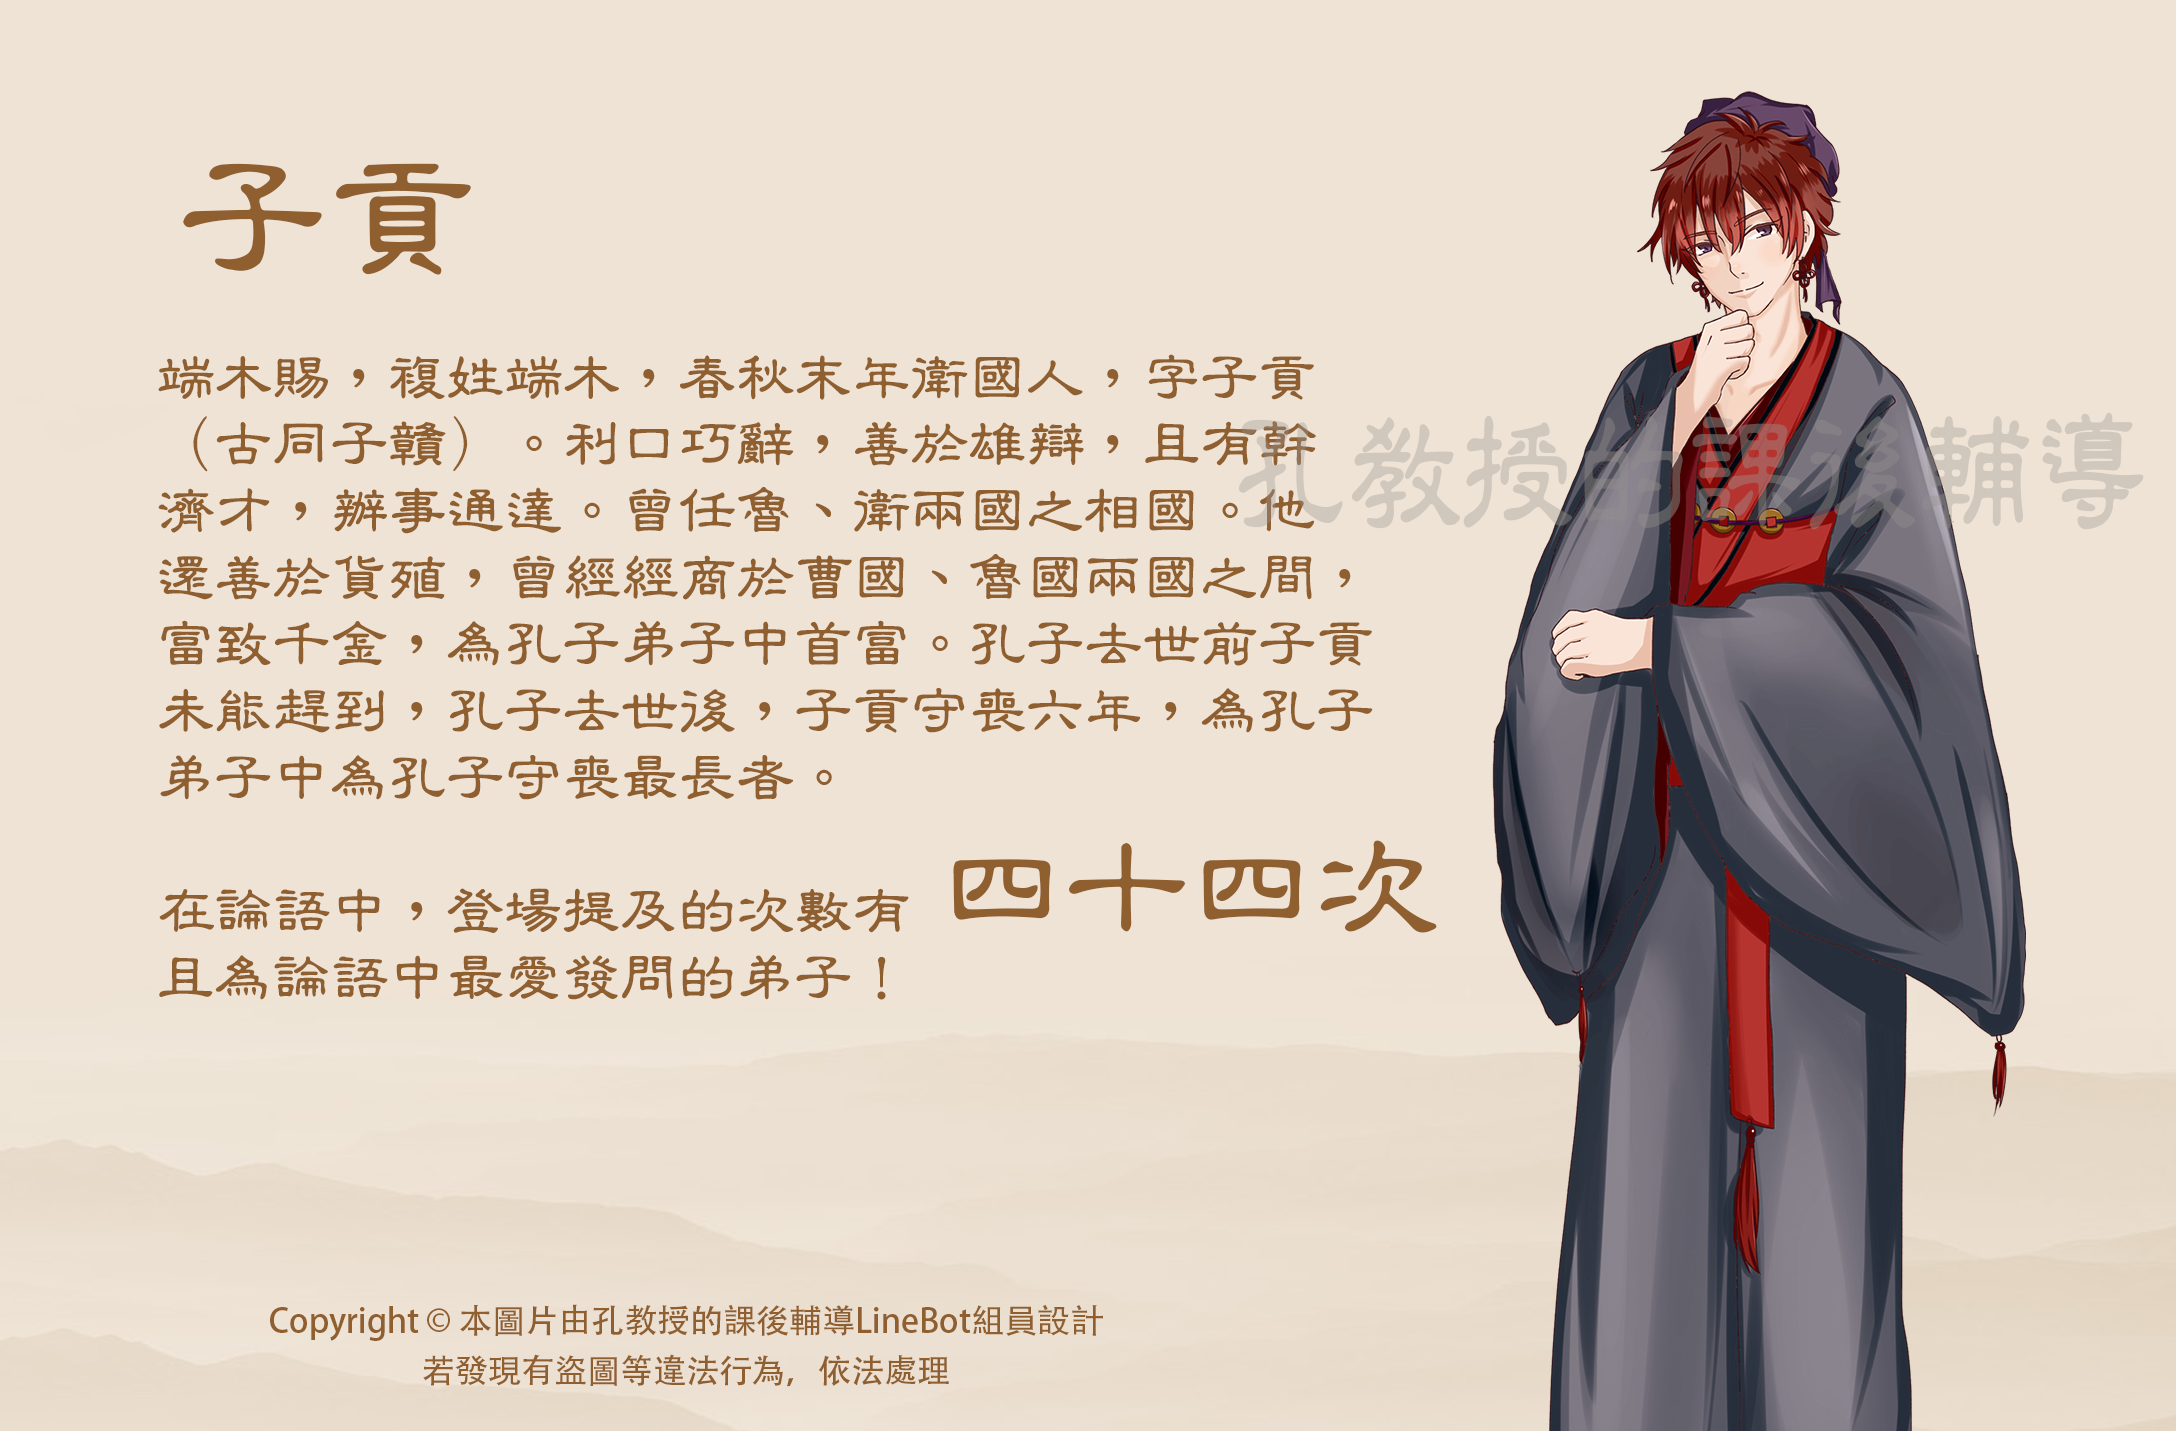 子貢
端木賜，複姓端木，春秋末年衛國人，字子貢
（古同子贛）。利口巧辭，善於雄辯，且有幹
濟才，辦事通達。曾任魯、衛兩國之相國。他
還善於貨殖，曾經經商於曹國、魯國兩國之間，
富致千金，為孔子弟子中首富。孔子去世前子貢
未能趕到，孔子去世後，子貢守喪六年，為孔子
弟子中為孔子守喪最長者。
孔教授的課後輔導
在論語中，登場提及的次數有 四十四次
且為論語中最愛發問的弟子！
Copyright © 本圖片由孔教授的課後輔導LineBot組員設計
若發現有盜圖等違法行為，依法處理